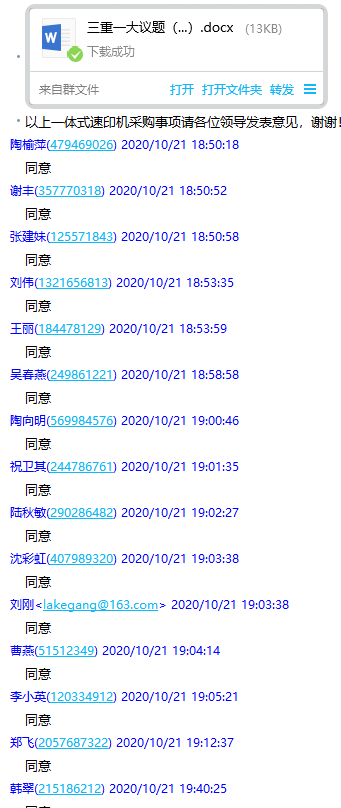 三重一大议题（...）.docx （13KB）
下载成功
来自群文件 打开 打开文件夹 转发
以上一体式速印机采购事项请各位领导发表意见，谢谢！
陶榆萍(479469026) 2020/10/21 18:50:18
同意
谢丰(357770318) 2020/10/21 18:50:52
同意
张建妹(125571843) 2020/10/21 18:50:58
同意
刘伟(1321656813) 2020/10/21 18:53:35
同意
王丽(184478129) 2020/10/21 18:53:59
同意
吴春燕(249861221) 2020/10/21 18:58:58
同意
陶向明(569984576) 2020/10/21 19:00:46
同意
祝卫其(244786761) 2020/10/21 19:01:35
同意
陆秋敏(290286482) 2020/10/21 19:02:27
同意
沈彩虹(407989320) 2020/10/21 19:03:38
同意
刘刚<lakegang@163.com> 2020/10/21 19:03:38
同意
曹燕(51512349) 2020/10/21 19:04:14
同意
李小英(120334912) 2020/10/21 19:05:21
同意
郑飞(2057687322) 2020/10/21 19:12:37
同意
韩翠(215186212) 2020/10/21 19:40:25